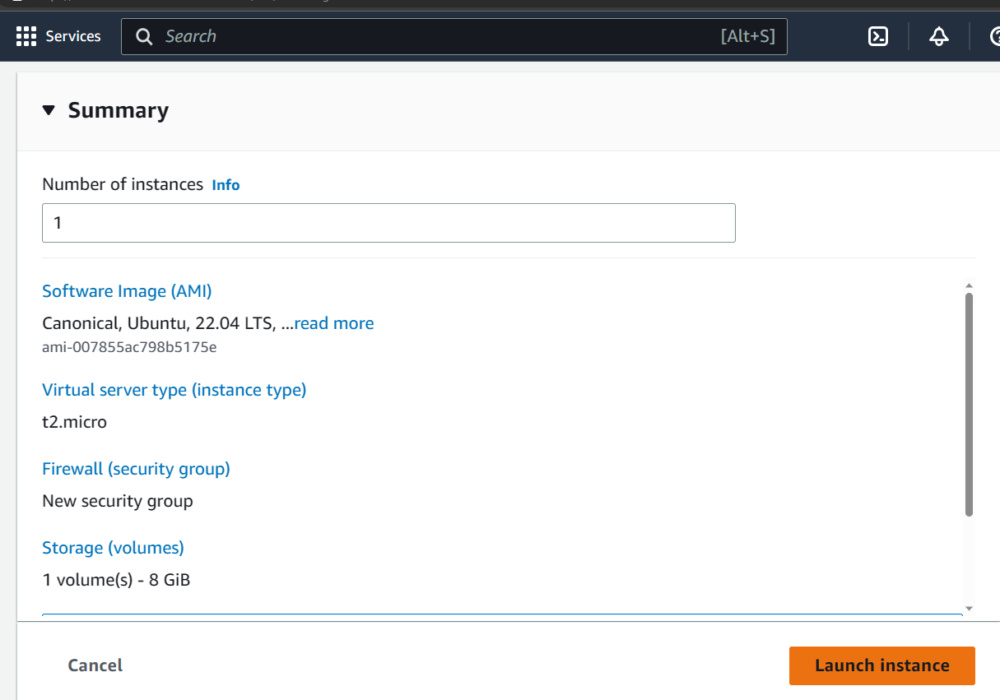 Services
Search
[Alt+S]
Summary
Number of instances Info
1
Software Image (AMI)
Canonical, Ubuntu, 22.04 LTS, ...read more
ami-007855ac798b5175e
Virtual server type (instance type)
t2.micro
Firewall (security group)
New security group
Storage (volumes)
1 volume(s) - 8 GiB
Cancel
Launch instance